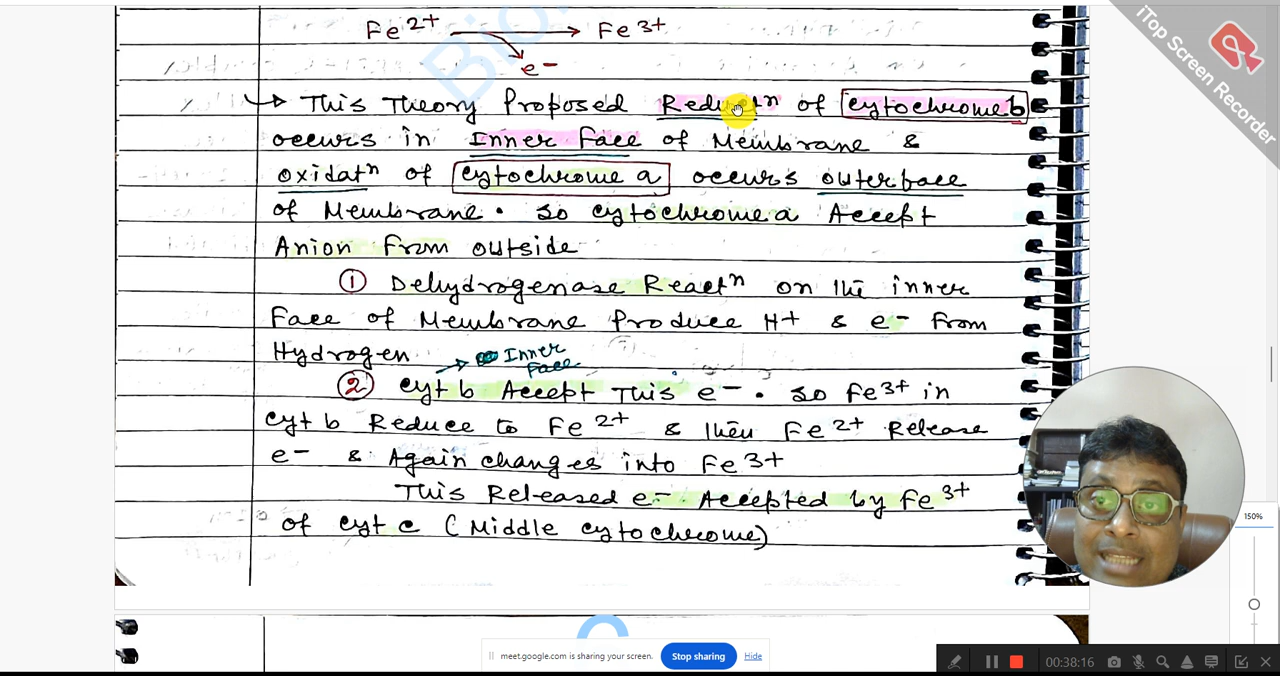 Fe2+ → Fe3+
e-
iTop Screen Recorder
Bio
→ This Theory Proposed Reductn of cytochrome b
occurs in Inner Face of Membrane &
oxidatn of cytochrome a occurs outerface
of Membrane. So cytochrome a Accept
Anion From outside
① Dehydrogenase Reactn on the inner
Face of Membrane Produce H+ & e- From
Hydrogen
→ Inner
Face
② Cyt b Accept This e-. So Fe3+ in
cyt b Reduce to Fe2+ & then Fe2+ Release
e- & Again changes into Fe3+
This Released e- Accepted by Fe3+
of cyt c (Middle cytochrome)
150%
meet.google.com is sharing your screen.
Stop sharing
Hide
00:38:16